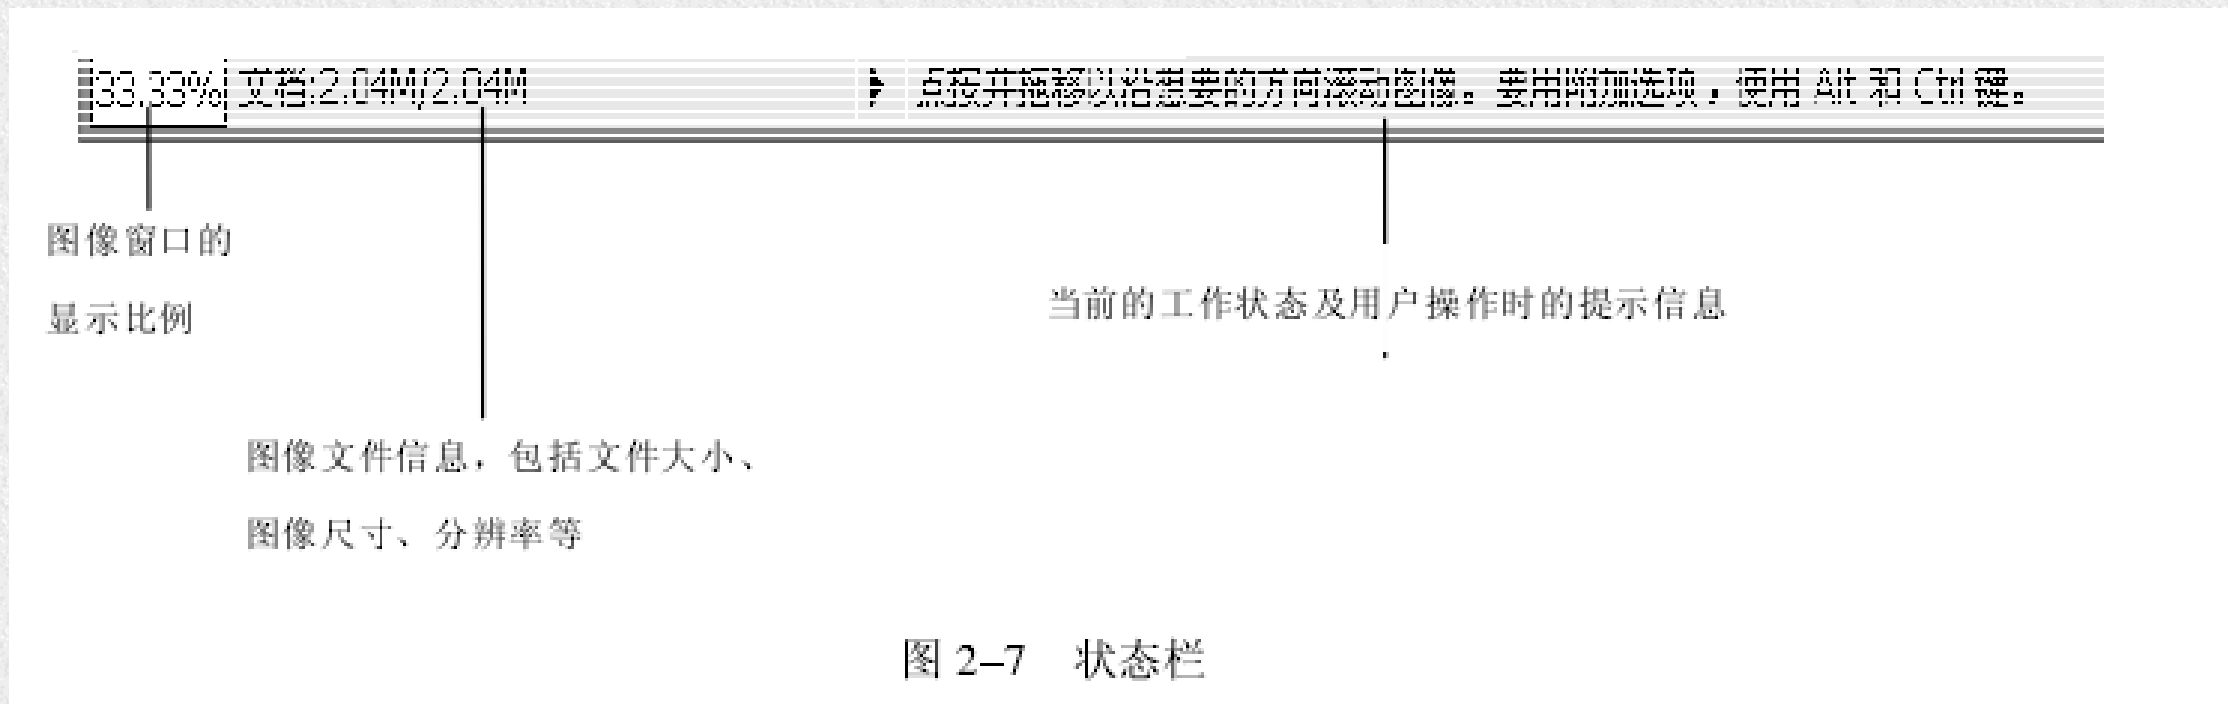 33.33% 文档:2.04M/2.04M 点按并拖移以沿想要的方向滚动图像。要用附加选项，使用 Alt 和 Ctrl 键。
图像窗口的
显示比例
当前的工作状态及用户操作时的提示信息
图像文件信息，包括文件大小、
图像尺寸、分辨率等
图 2–7 状态栏